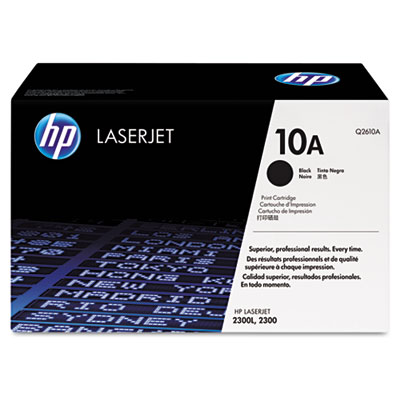 hp
hp
LASERJET
10A
Q2610A
Black Tinta Negra
Noire 黑色
Print Cartridge
Cartouche d'Impression
Cartucho de Impresión
打印硒鼓
Superior, professional results. Every time.
Des résultats professionnels et de qualité
supérieure à chaque impression.
Calidad superior, resultados profesionales.
En todo momento.
HP LASERJET
2300L, 2300
NEW
MADRID